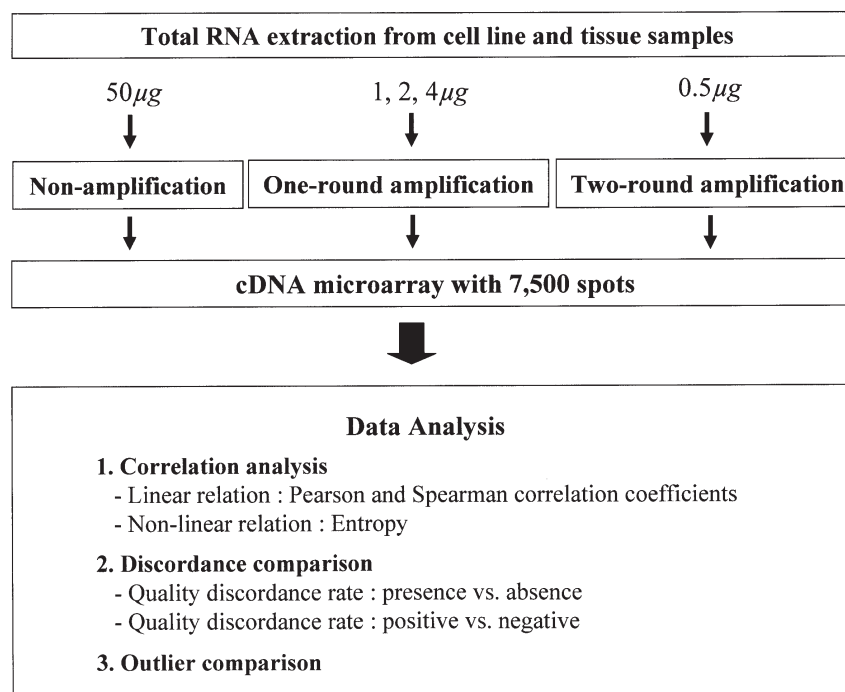 Total RNA extraction from cell line and tissue samples
50μg 1, 2, 4μg 0.5μg
Non-amplification One-round amplification Two-round amplification
cDNA microarray with 7,500 spots
Data Analysis
1. Correlation analysis
- Linear relation : Pearson and Spearman correlation coefficients
- Non-linear relation : Entropy
2. Discordance comparison
- Quality discordance rate : presence vs. absence
- Quality discordance rate : positive vs. negative
3. Outlier comparison